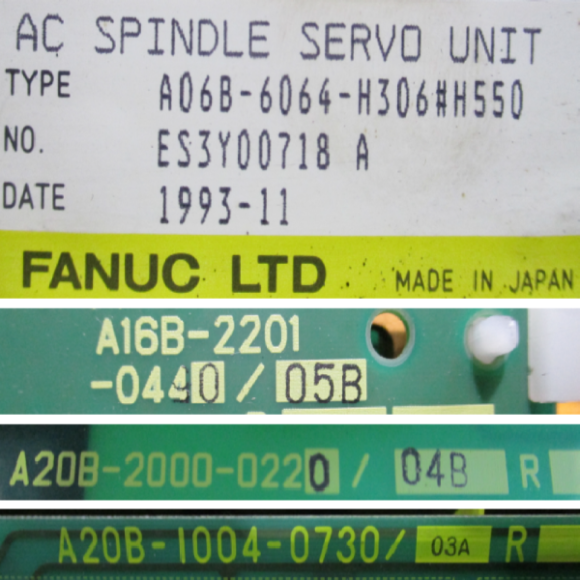 AC SPINDLE SERVO UNIT
TYPE A06B-6064-H306#H550
NO. ES3Y00718 A
DATE 1993-11
FANUC LTD MADE IN JAPAN
A16B-2201
-0440/05B
A20B-2000-0220/04B R
A20B-1004-0730/03A R